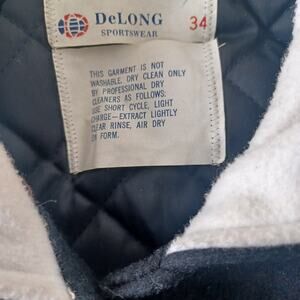 DeLONG
SPORTSWEAR
34
THIS GARMENT IS NOT
WASHABLE. DRY CLEAN ONLY
BY PROFESSIONAL DRY
CLEANERS AS FOLLOWS:
USE SHORT CYCLE, LIGHT
CHARGE—EXTRACT LIGHTLY
CLEAR RINSE, AIR DRY
ON FORM.